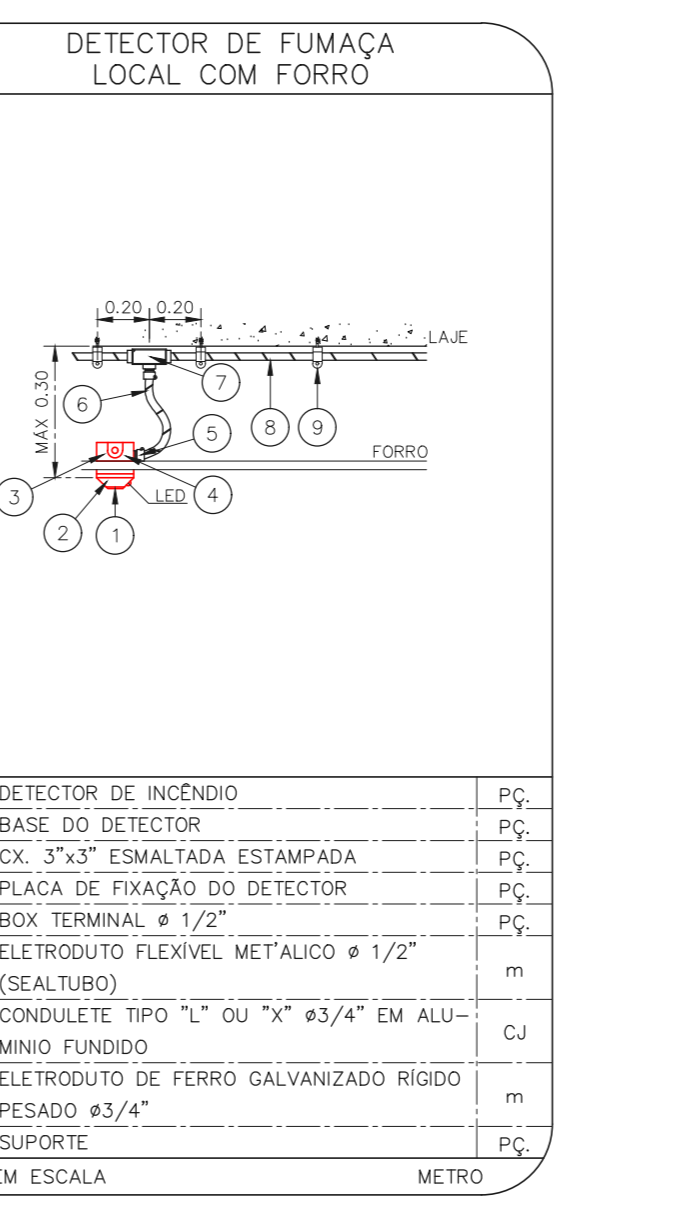 DETECTOR DE FUMAÇA
LOCAL COM FORRO
0.20 0.20
LAJE
MÁX 0.30
7
6
5
8
9
FORRO
3
LED
4
2
1
DETECTOR DE INCÊNDIO PÇ.
BASE DO DETECTOR PÇ.
CX. 3"x3" ESMALTADA ESTAMPADA PÇ.
PLACA DE FIXAÇÃO DO DETECTOR PÇ.
BOX TERMINAL ø 1/2" PÇ.
ELETRODUTO FLEXÍVEL MET'ALICO ø 1/2"
(SEALTUBO) m
CONDULETE TIPO "L" OU "X" ø3/4" EM ALU-
MINIO FUNDIDO CJ
ELETRODUTO DE FERRO GALVANIZADO RÍGIDO
PESADO ø3/4" m
SUPORTE PÇ.
EM ESCALA METRO